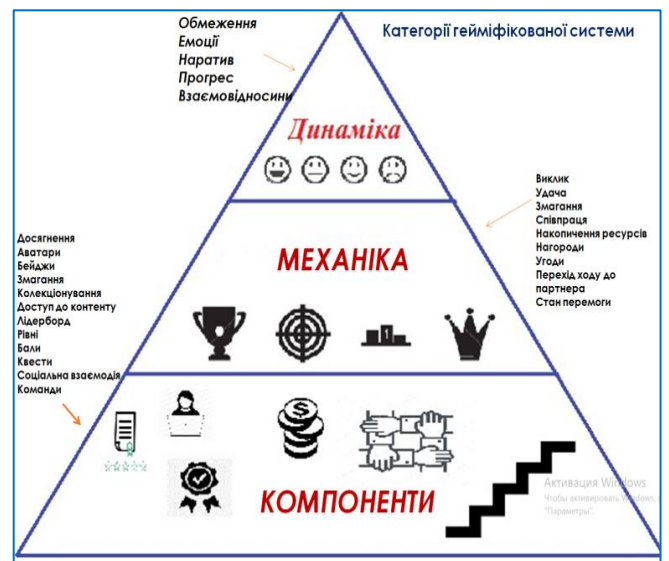 Категорії гейміфікованої системи
Обмеження
Емоції
Наратив
Прогрес
Взаємовідносини
Динаміка
Виклик
Удача
Змагання
Співпраця
Накопичення ресурсів
Нагороди
Угоди
Перехід ходу до
партнера
Стан перемоги
МЕХАНІКА
1
Досягнення
Аватари
Бейджи
Змагання
Колекціонування
Доступ до контенту
Лідерборд
Рівні
Бали
Квести
Соціальна взаємодія
Команди
$
КОМПОНЕНТИ
Активация Windows
Чтобы активировать Windows,
"Параметры".